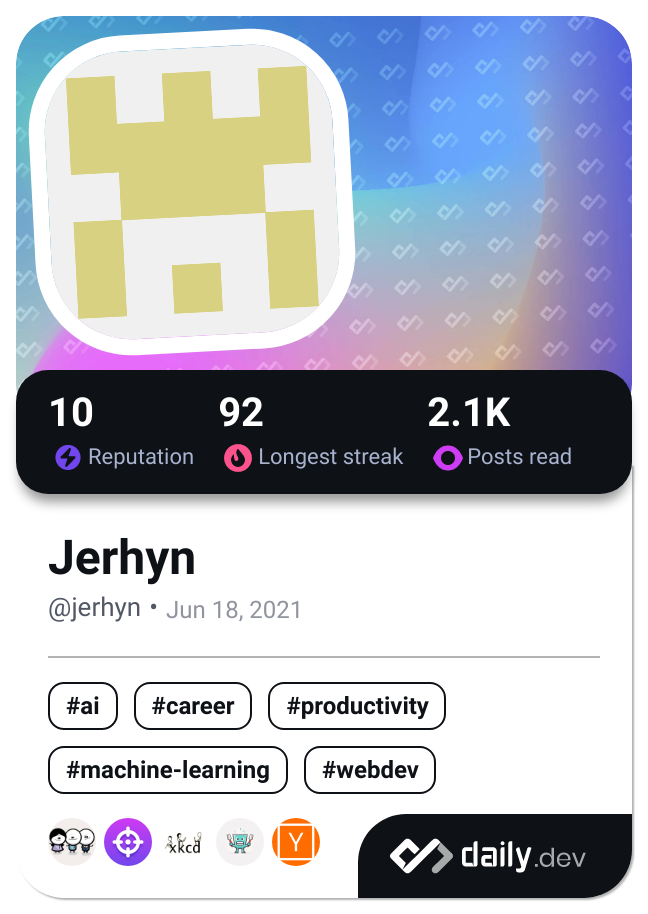 10 92 2.1K
Reputation Longest streak Posts read
Jerhyn
@jerhyn • Jun 18, 2021
#ai #career #productivity
#machine-learning #webdev
xkcd Y
daily.dev